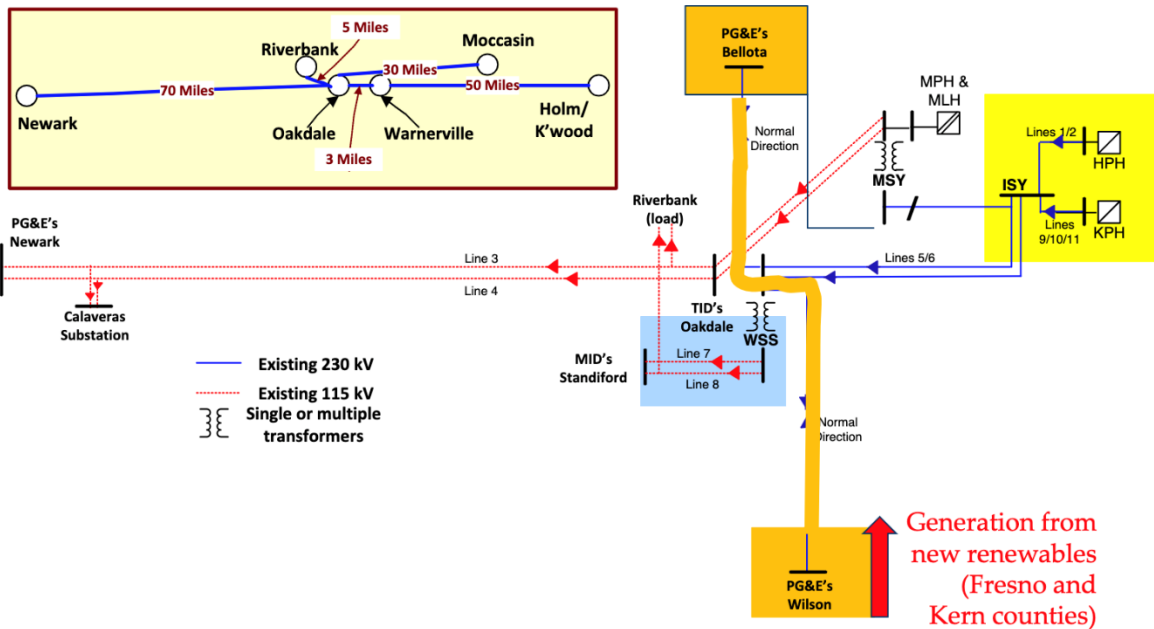 5 Miles
Riverbank
Moccasin
30 Miles
70 Miles
50 Miles
Newark
Oakdale
Warnerville
Holm/
K'wood
3 Miles
PG&E's
Bellota
Normal
Direction
MPH &
MLH
MSY
Lines 1/2
HPH
ISY
Lines
9/10/11
KPH
Riverbank
(load)
PG&E's
Newark
Line 3
Line 4
Lines 5/6
Calaveras
Substation
TID's
Oakdale
WSS
MID's
Standiford
Line 7
Line 8
Existing 230 kV
Existing 115 kV
Single or multiple
transformers
Normal
Direction
PG&E's
Wilson
Generation from
new renewables
(Fresno and
Kern counties)